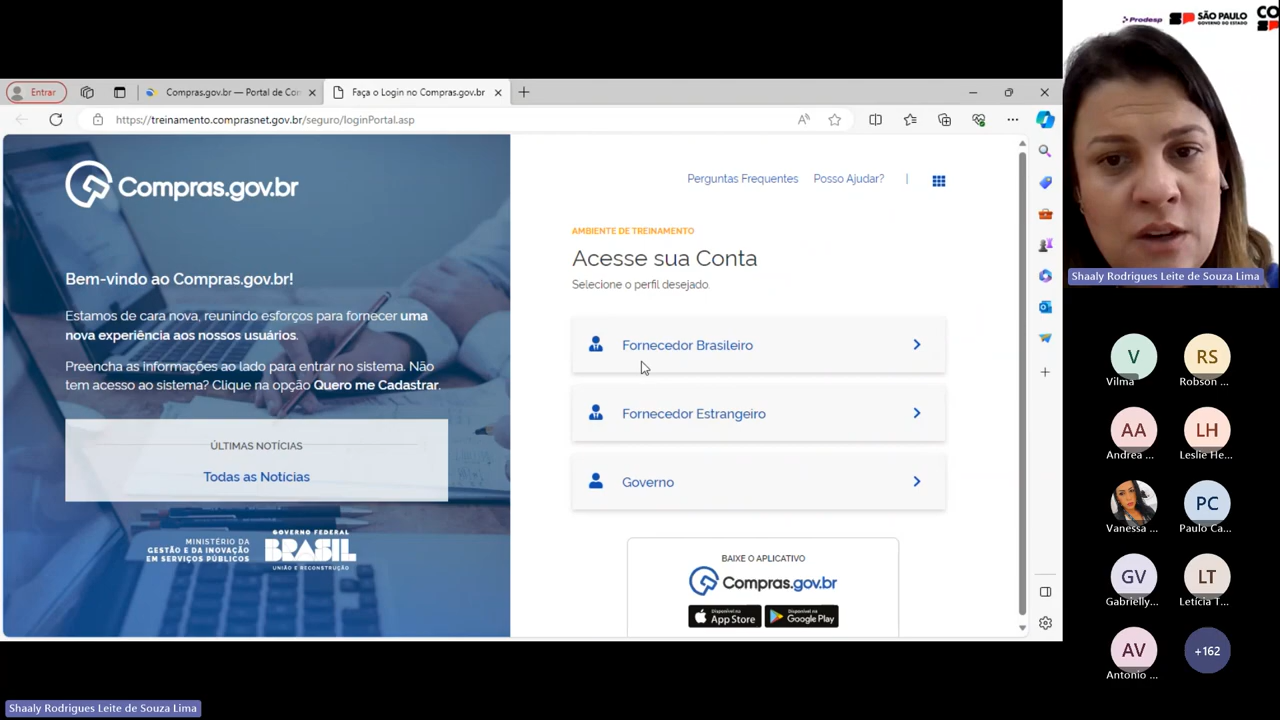 Prodesp
SÃO PAULO
GOVERNO DO ESTADO
CO
SP
Entrar
Compras.gov.br — Portal de Con
Faça o Login no Compras.gov.br
https://treinamento.comprasnet.gov.br/seguro/loginPortal.asp
Compras.gov.br
Bem-vindo ao Compras.gov.br!
Estamos de cara nova, reunindo esforços para fornecer uma
nova experiência aos nossos usuários.
Preencha as informações ao lado para entrar no sistema. Não
tem acesso ao sistema? Clique na opção Quero me Cadastrar.
ÚLTIMAS NOTÍCIAS
Todas as Notícias
MINISTÉRIO DA
GESTÃO E DA INOVAÇÃO
EM SERVIÇOS PÚBLICOS
GOVERNO FEDERAL
BRASIL
UNIÃO E RECONSTRUÇÃO
Perguntas Frequentes
Posso Ajudar?
AMBIENTE DE TREINAMENTO
Acesse sua Conta
Selecione o perfil desejado.
Fornecedor Brasileiro
Fornecedor Estrangeiro
Governo
BAIXE O APLICATIVO
Compras.gov.br
Disponível na
App Store
Disponível no
Google Play
Shaaly Rodrigues Leite de Souza Lima
V
Vilma
RS
Robson ...
AA
Andrea ...
LH
Leslie He...
Vanessa ...
PC
Paulo Ca...
GV
Gabrielly...
LT
Letícia T...
AV
Antonio ...
+162
Shaaly Rodrigues Leite de Souza Lima